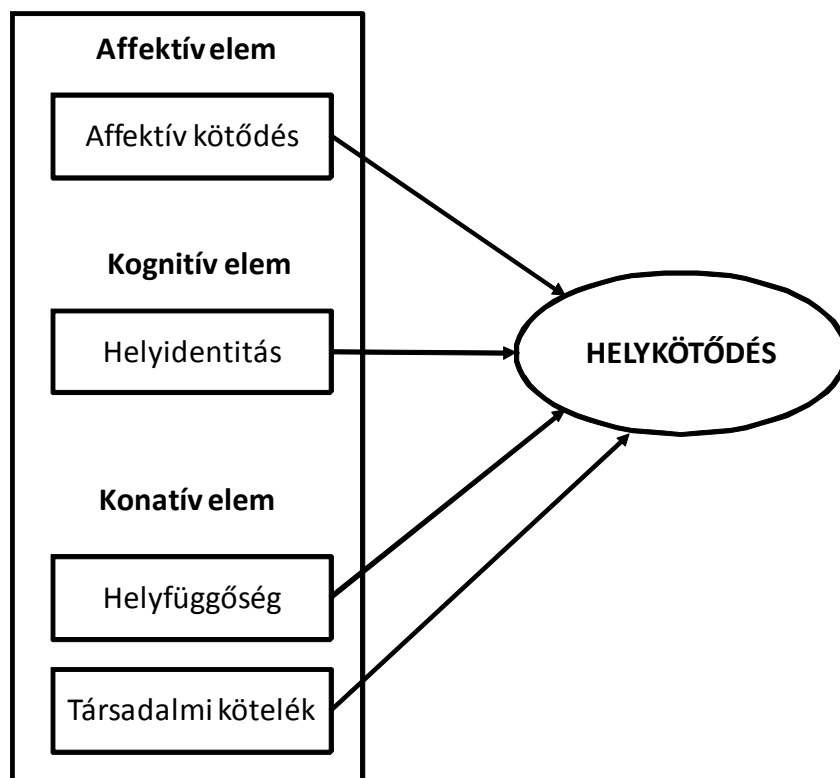 Affektív elem
Affektív kötődés
Kognitív elem
Helyidentitás
HELYKÖTŐDÉS
Konatív elem
Helyfüggőség
Társadalmi kötelék